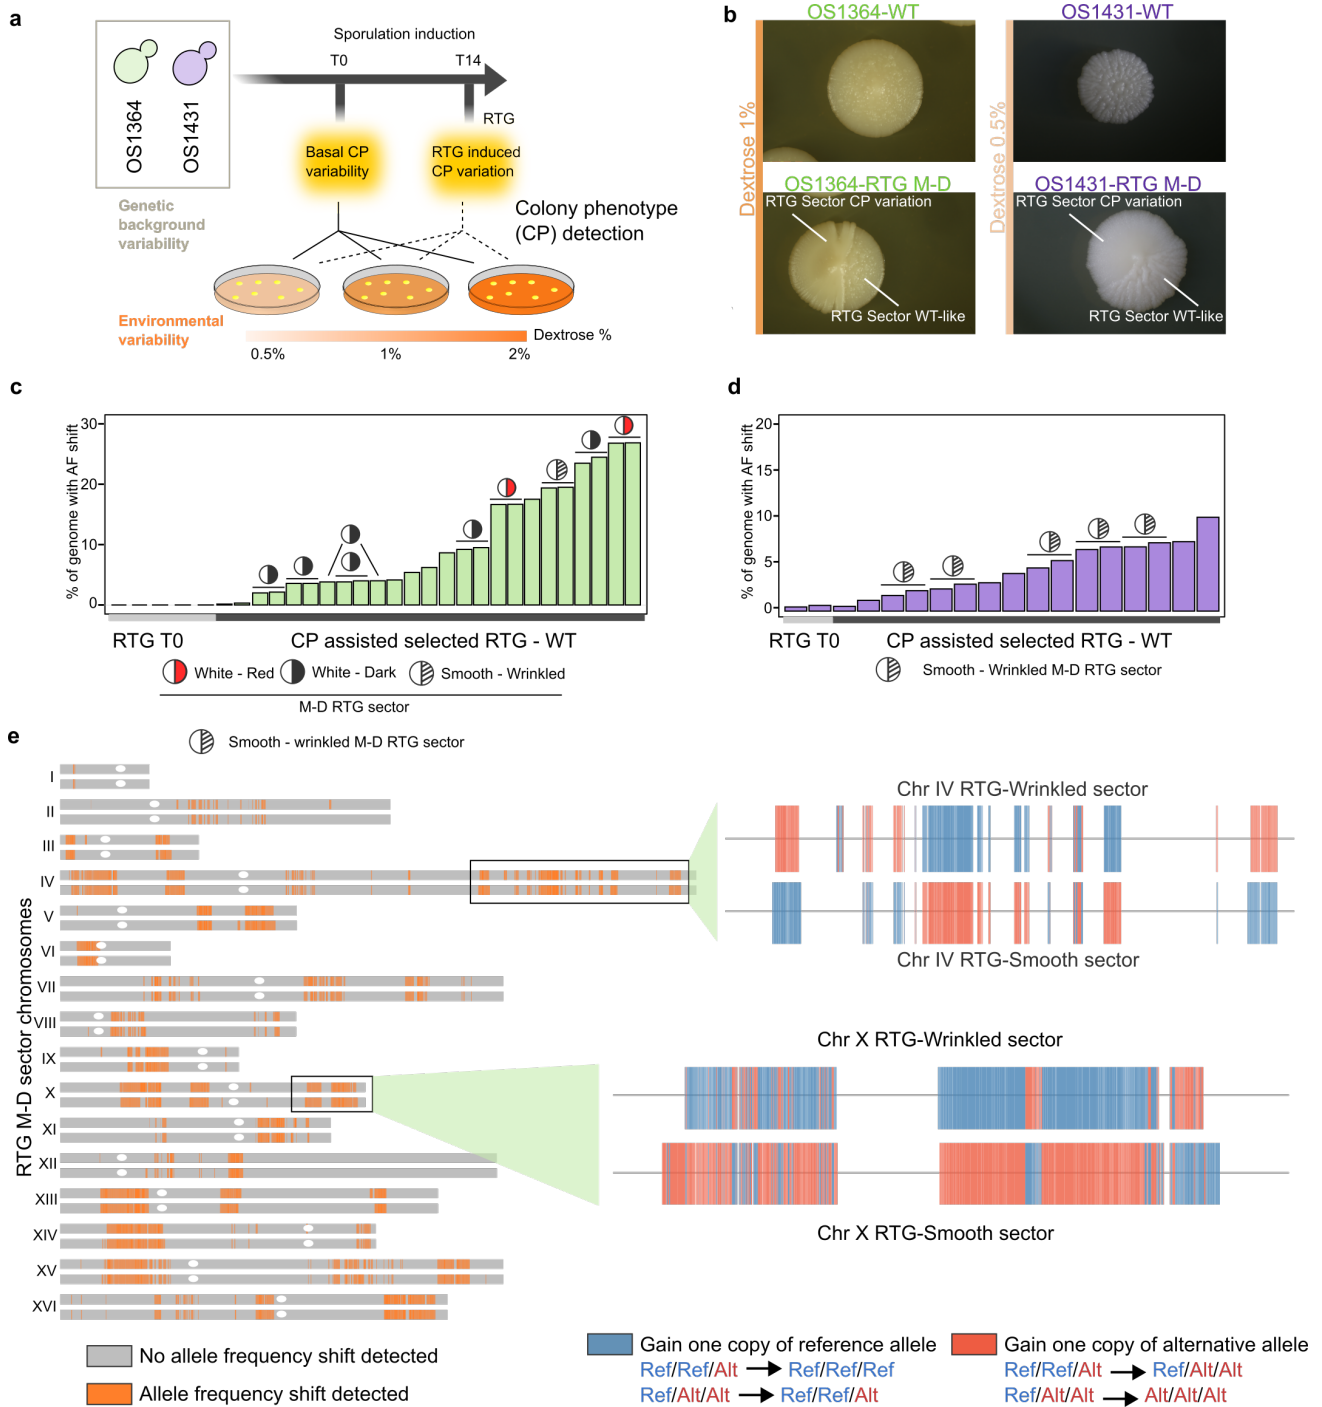 a
OS1364
OS1431
Genetic
background
variability
Sporulation induction
T0
T14
RTG
Basal CP
variability
RTG induced
CP variation
Colony phenotype
(CP) detection
Environmental
variability
Dextrose %
0.5%
1%
2%
b
OS1364-WT
OS1431-WT
Dextrose 1%
Dextrose 0.5%
OS1364-RTG M-D
RTG Sector CP variation
RTG Sector WT-like
OS1431-RTG M-D
RTG Sector CP variation
RTG Sector WT-like
c
% of genome with AF shift
30
20
10
0
RTG T0
CP assisted selected RTG - WT
White - Red
White - Dark
Smooth - Wrinkled
M-D RTG sector
d
% of genome with AF shift
20
15
10
5
0
RTG T0
CP assisted selected RTG - WT
Smooth - Wrinkled M-D RTG sector
e
Smooth - wrinkled M-D RTG sector
RTG M-D sector chromosomes
I
II
III
IV
V
VI
VII
VIII
IX
X
XI
XII
XIII
XIV
XV
XVI
Chr IV RTG-Wrinkled sector
Chr IV RTG-Smooth sector
Chr X RTG-Wrinkled sector
Chr X RTG-Smooth sector
No allele frequency shift detected
Allele frequency shift detected
Gain one copy of reference allele
Ref/Ref/Alt → Ref/Ref/Ref
Ref/Alt/Alt → Ref/Ref/Alt
Gain one copy of alternative allele
Ref/Ref/Alt → Ref/Alt/Alt
Ref/Alt/Alt → Alt/Alt/Alt